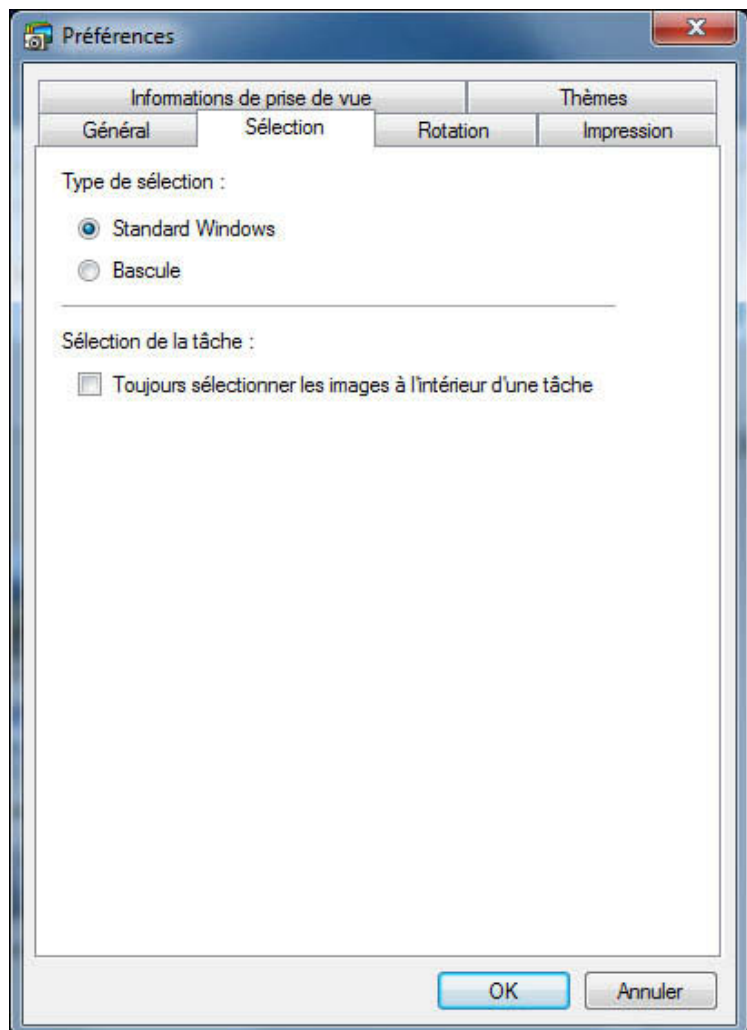 Préférences
Informations de prise de vue
Thèmes
Général
Sélection
Rotation
Impression
Type de sélection :
Standard Windows
Bascule
Sélection de la tâche :
Toujours sélectionner les images à l'intérieur d'une tâche
OK
Annuler